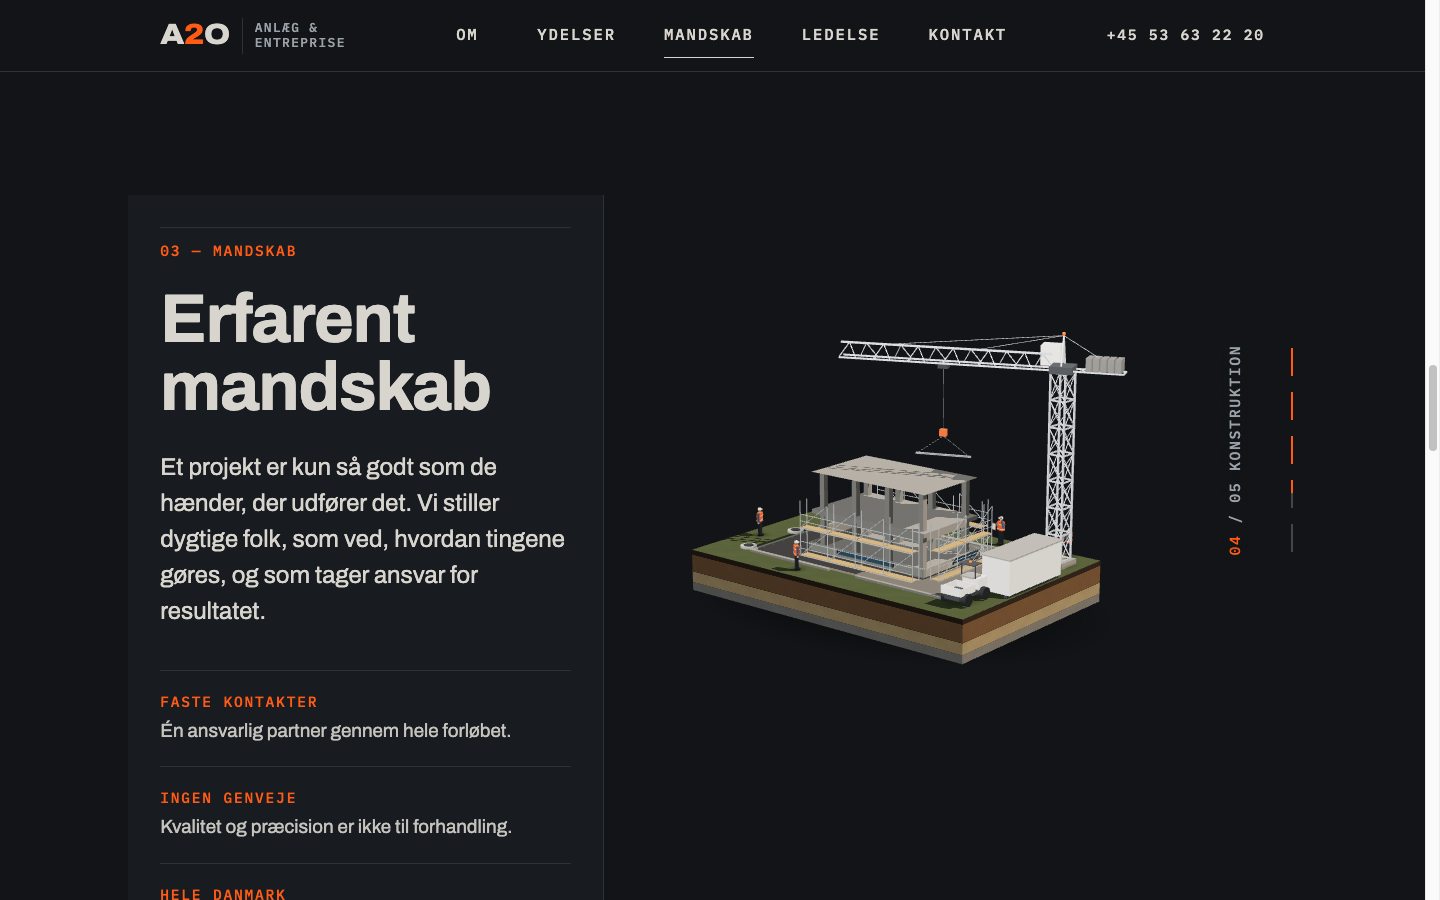 A2O
ANLÆG &
ENTREPRISE
OM
YDELSER
MANDSKAB
LEDELSE
KONTAKT
+45 53 63 22 20
03 — MANDSKAB
Erfarent
mandskab
Et projekt er kun så godt som de
hænder, der udfører det. Vi stiller
dygtige folk, som ved, hvordan tingene
gøres, og som tager ansvar for
resultatet.
FASTE KONTAKTER
Én ansvarlig partner gennem hele forløbet.
INGEN GENVEJE
Kvalitet og præcision er ikke til forhandling.
HELE DANMARK
04 / 05 KONSTRUKTION